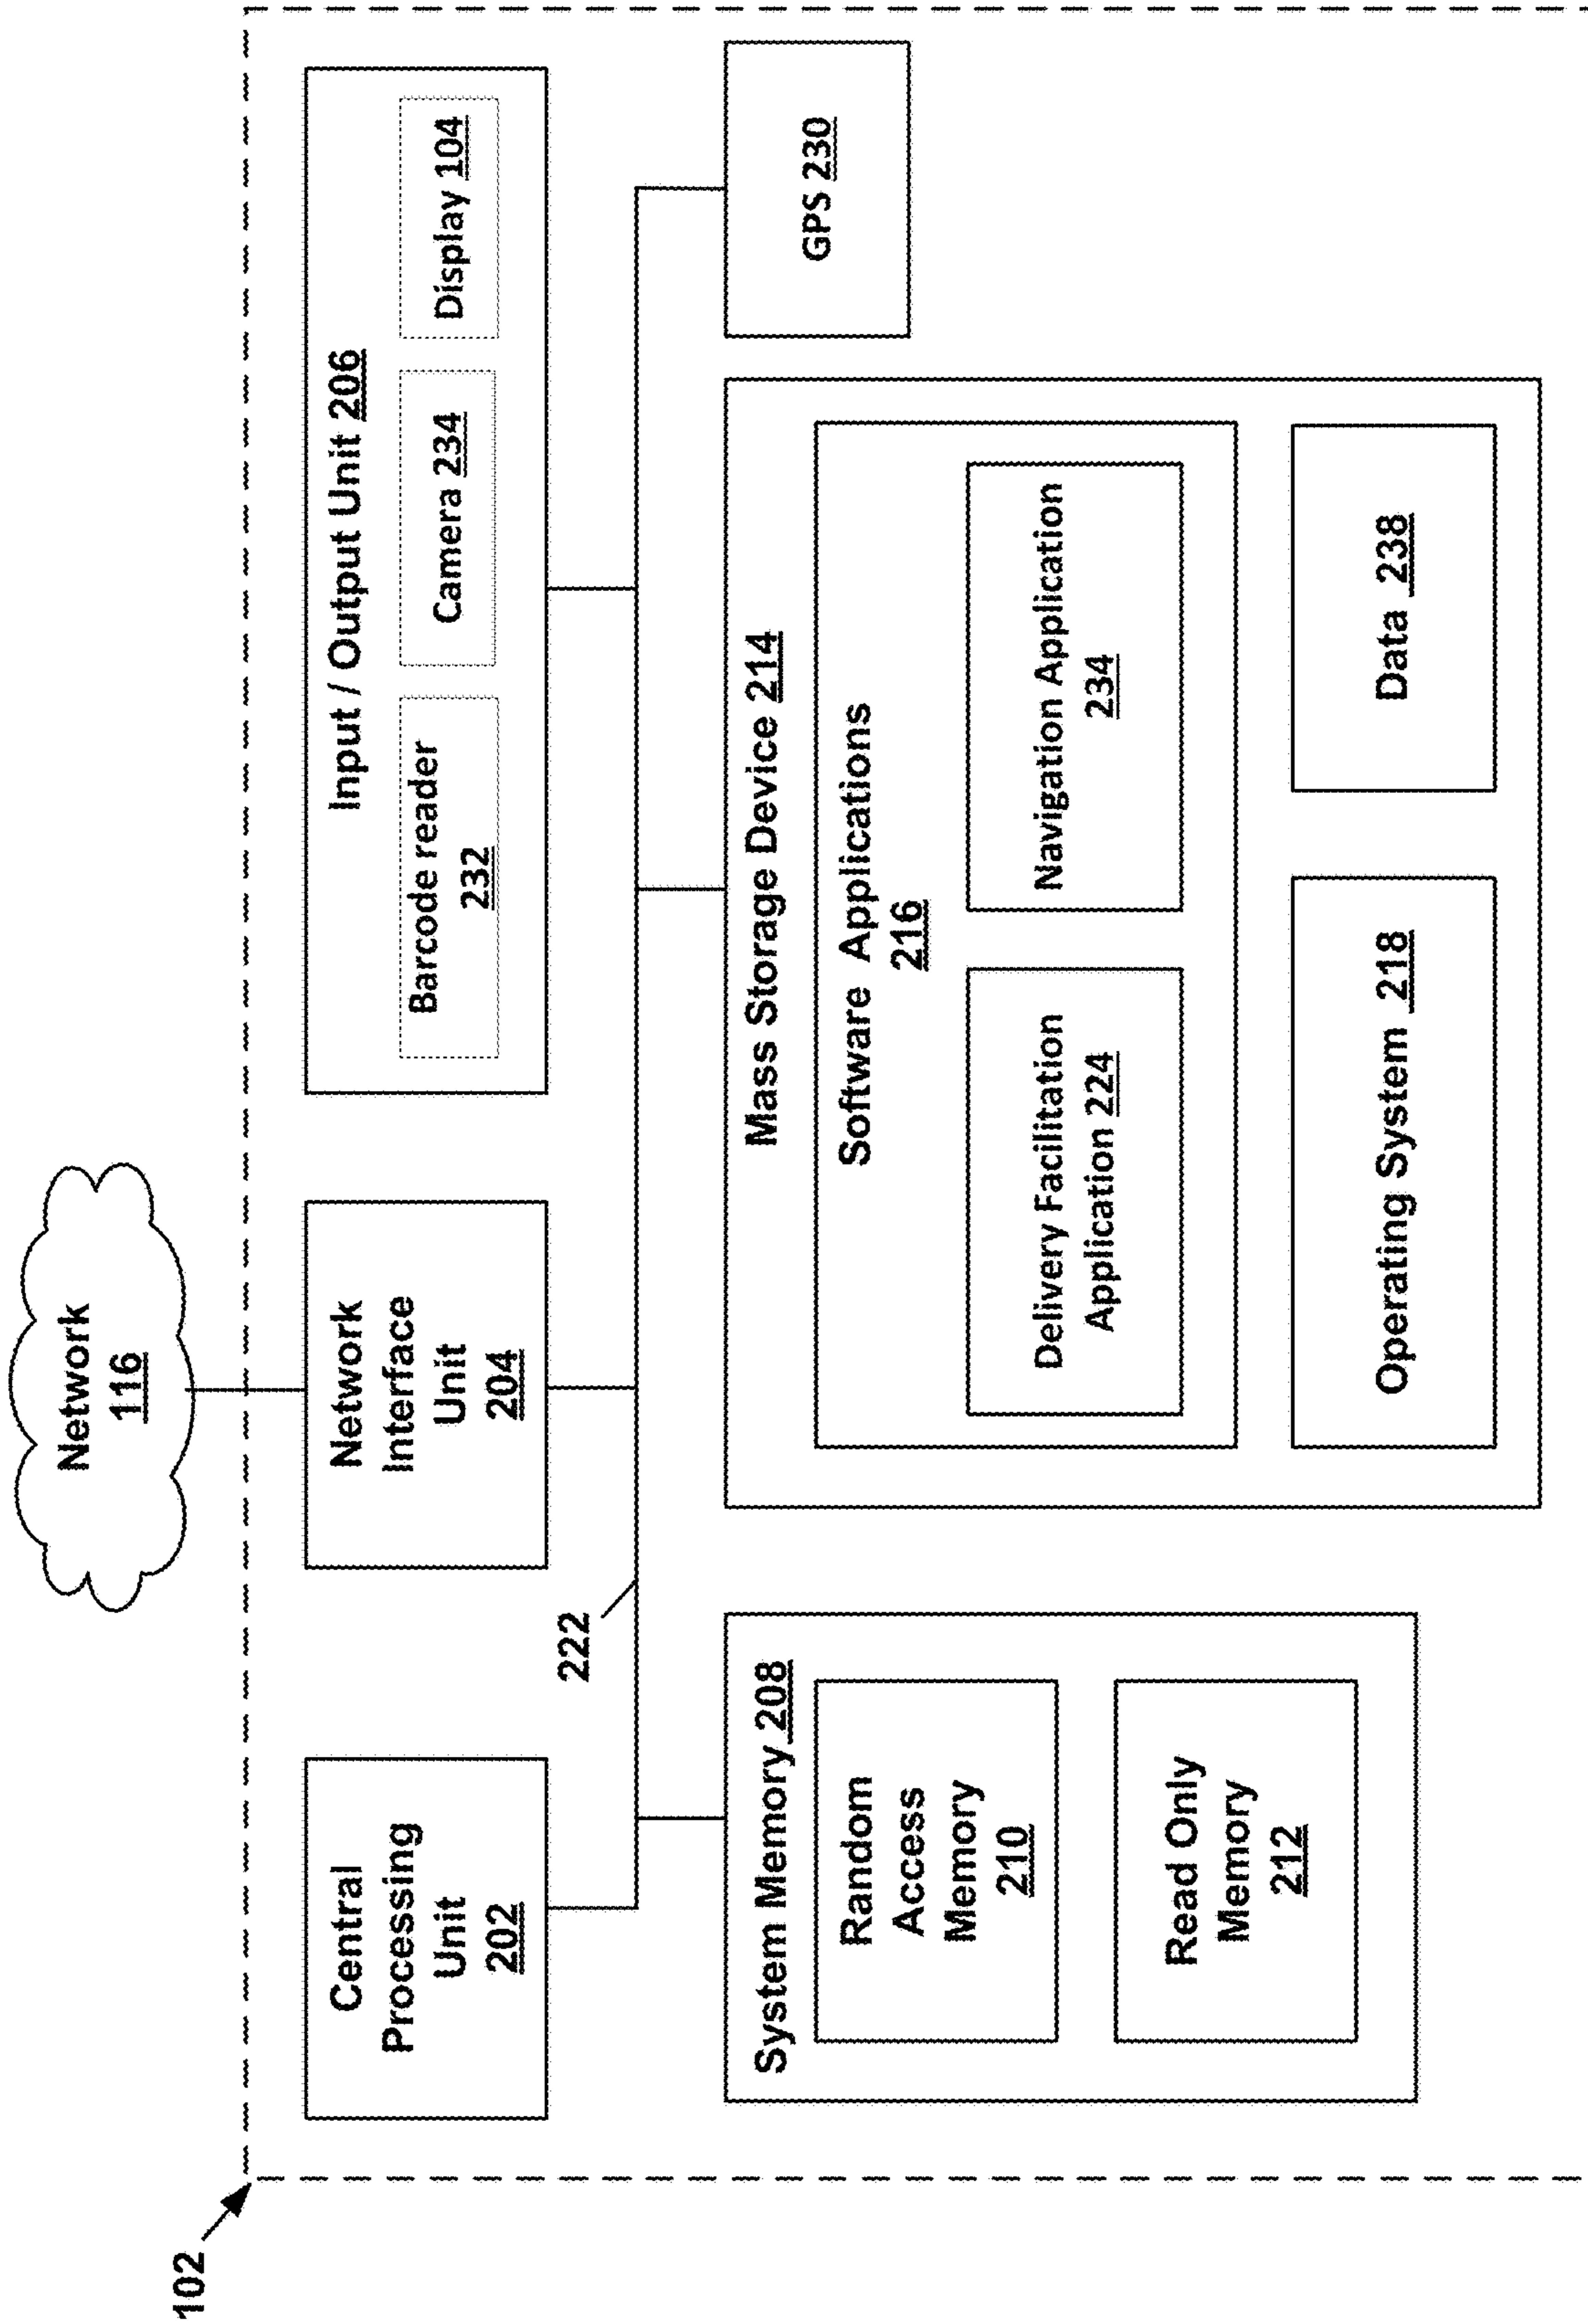 102
Network
116
Central
Processing
Unit
202
Network
Interface
Unit
204
Input / Output Unit 206
Barcode reader
232
Camera 234
Display 104
222
System Memory 208
Random
Access
Memory
210
Read Only
Memory
212
Mass Storage Device 214
Software Applications
216
Delivery Facilitation
Application 224
Navigation Application
234
Operating System 218
Data 238
GPS 230